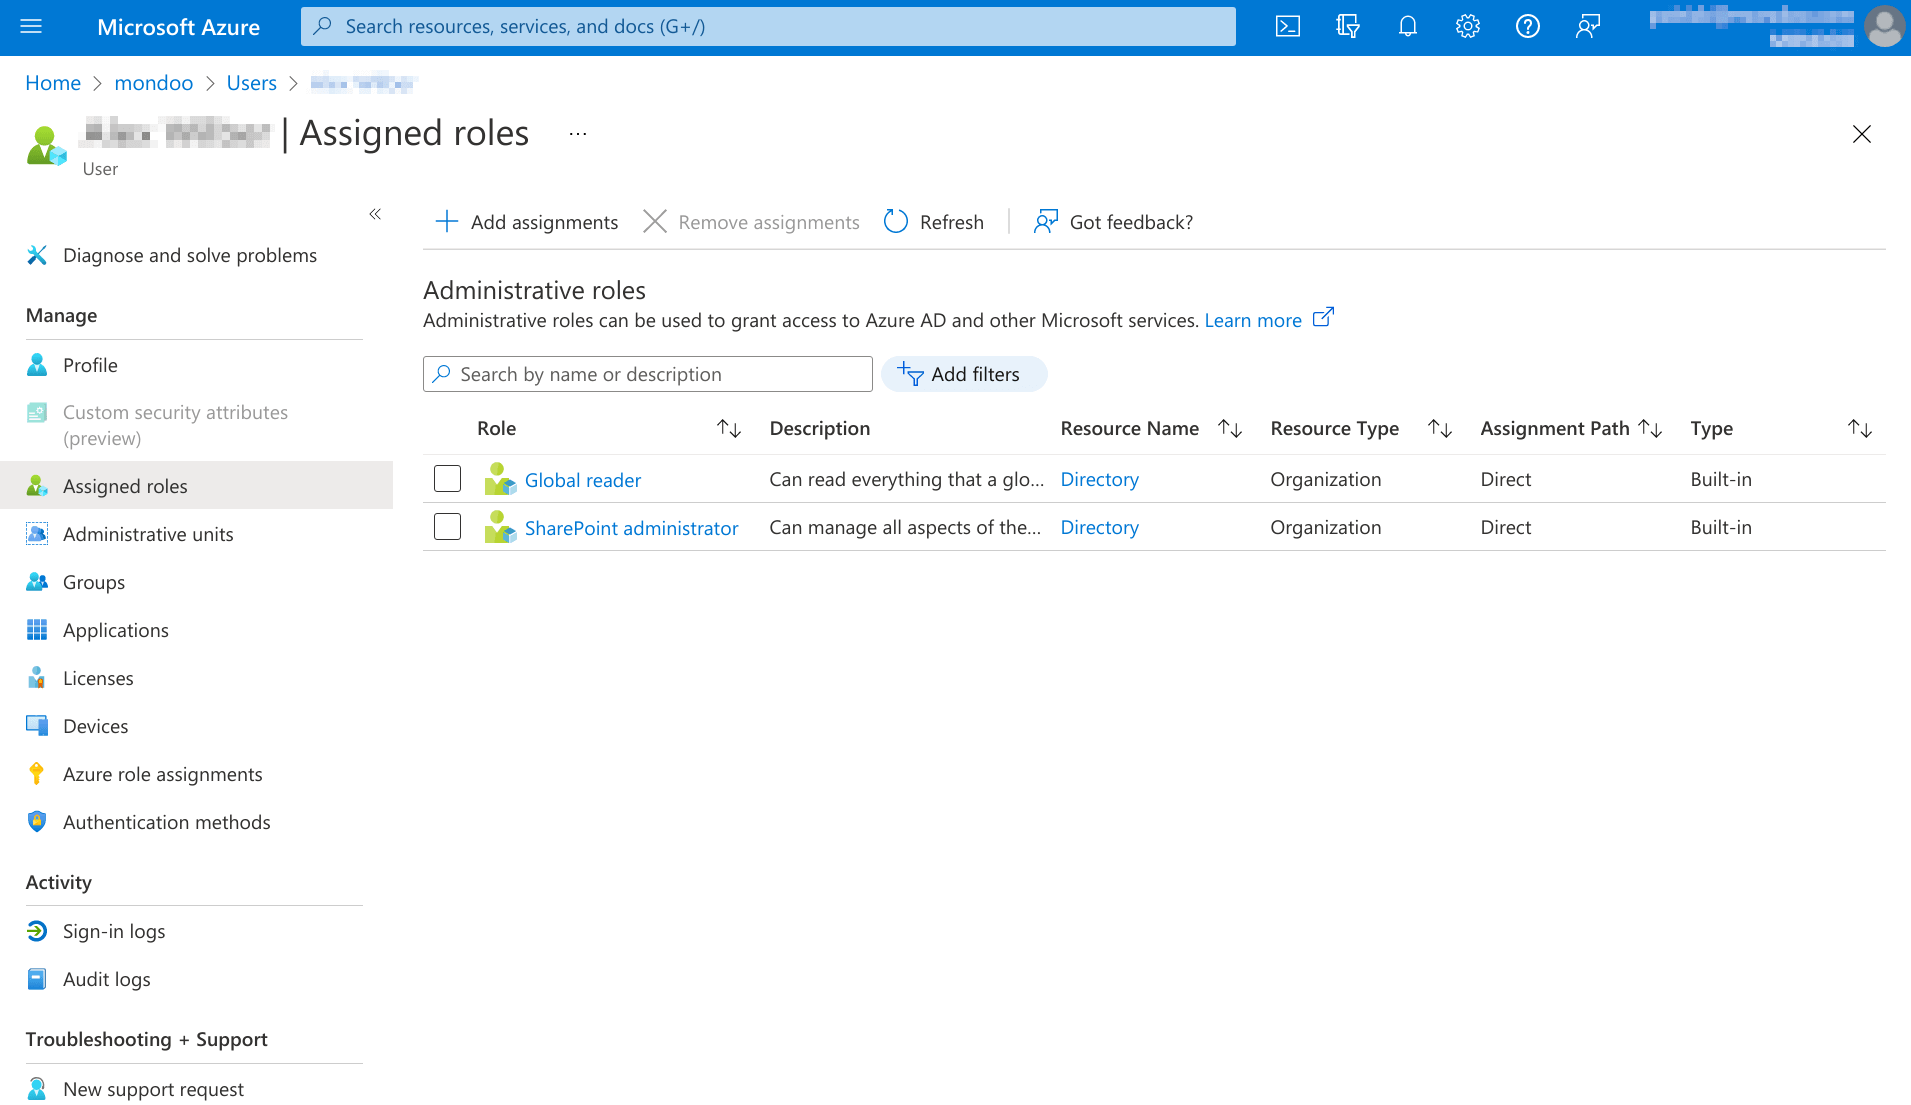 Microsoft Azure
Search resources, services, and docs (G+/)
Home > mondoo > Users >
| Assigned roles ...
User
«
Add assignments Remove assignments Refresh Got feedback?
Diagnose and solve problems
Manage
Profile
Custom security attributes
(preview)
Assigned roles
Administrative units
Groups
Applications
Licenses
Devices
Azure role assignments
Authentication methods
Activity
Sign-in logs
Audit logs
Troubleshooting + Support
New support request
Administrative roles
Administrative roles can be used to grant access to Azure AD and other Microsoft services. Learn more
Search by name or description Add filters
Role Description Resource Name Resource Type Assignment Path Type
Global reader Can read everything that a glo... Directory Organization Direct Built-in
SharePoint administrator Can manage all aspects of the... Directory Organization Direct Built-in